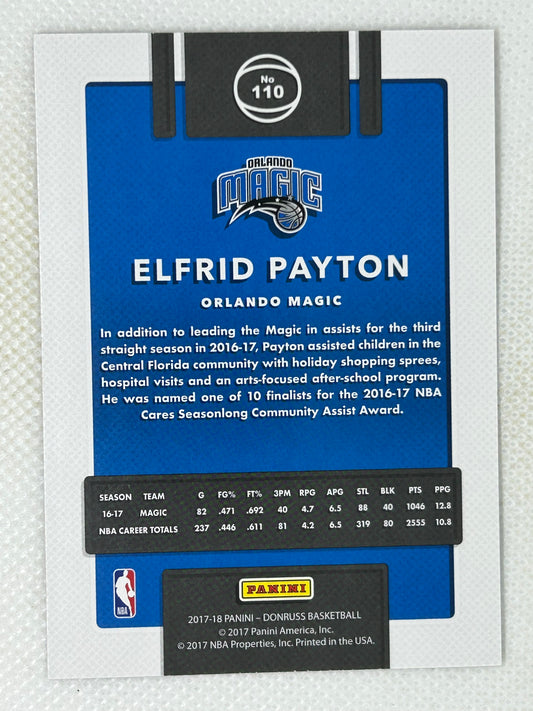 No
110
ORLANDO
MAGIC
ELFRID PAYTON
ORLANDO MAGIC
In addition to leading the Magic in assists for the third
straight season in 2016-17, Payton assisted children in the
Central Florida community with holiday shopping sprees,
hospital visits and an arts-focused after-school program.
He was named one of 10 finalists for the 2016-17 NBA
Cares Seasonlong Community Assist Award.
SEASON TEAM G FG% FT% 3PM RPG APG STL BLK PTS PPG
16-17 MAGIC 82 .471 .692 40 4.7 6.5 88 40 1046 12.8
NBA CAREER TOTALS 237 .446 .611 81 4.2 6.5 319 80 2555 10.8
NBA
PANINI
2017-18 PANINI – DONRUSS BASKETBALL
© 2017 Panini America, Inc.
© 2017 NBA Properties, Inc. Printed in the USA.